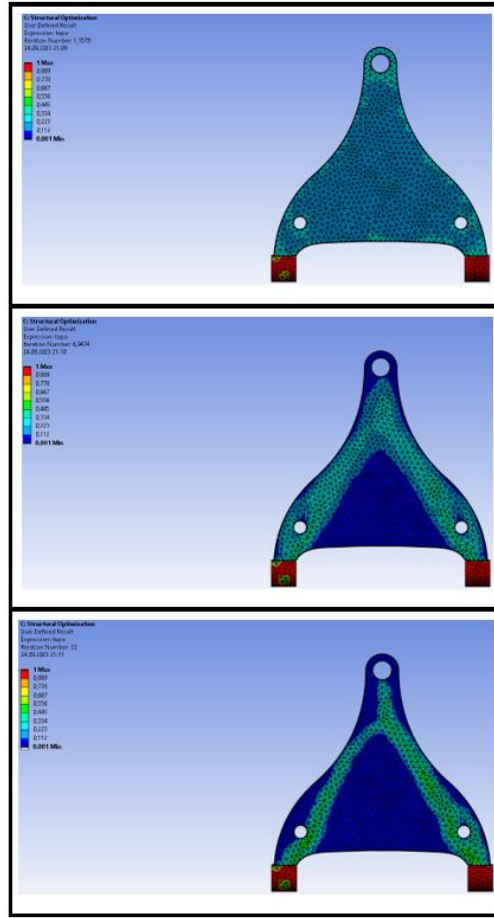 C: Structural Optimization
User Defined Result
Expression: topo
Iteration Number
1 Max
0,889
0,778
0,667
0,556
0,445
0,334
0,223
0,112
0,001 Min
C: Structural Optimization
User Defined Result
Expression: topo
Iteration Number
1 Max
0,889
0,778
0,667
0,556
0,445
0,334
0,223
0,112
0,001 Min
C: Structural Optimization
User Defined Result
Expression: topo
Iteration Number 22
1 Max
0,889
0,778
0,667
0,556
0,445
0,334
0,223
0,112
0,001 Min